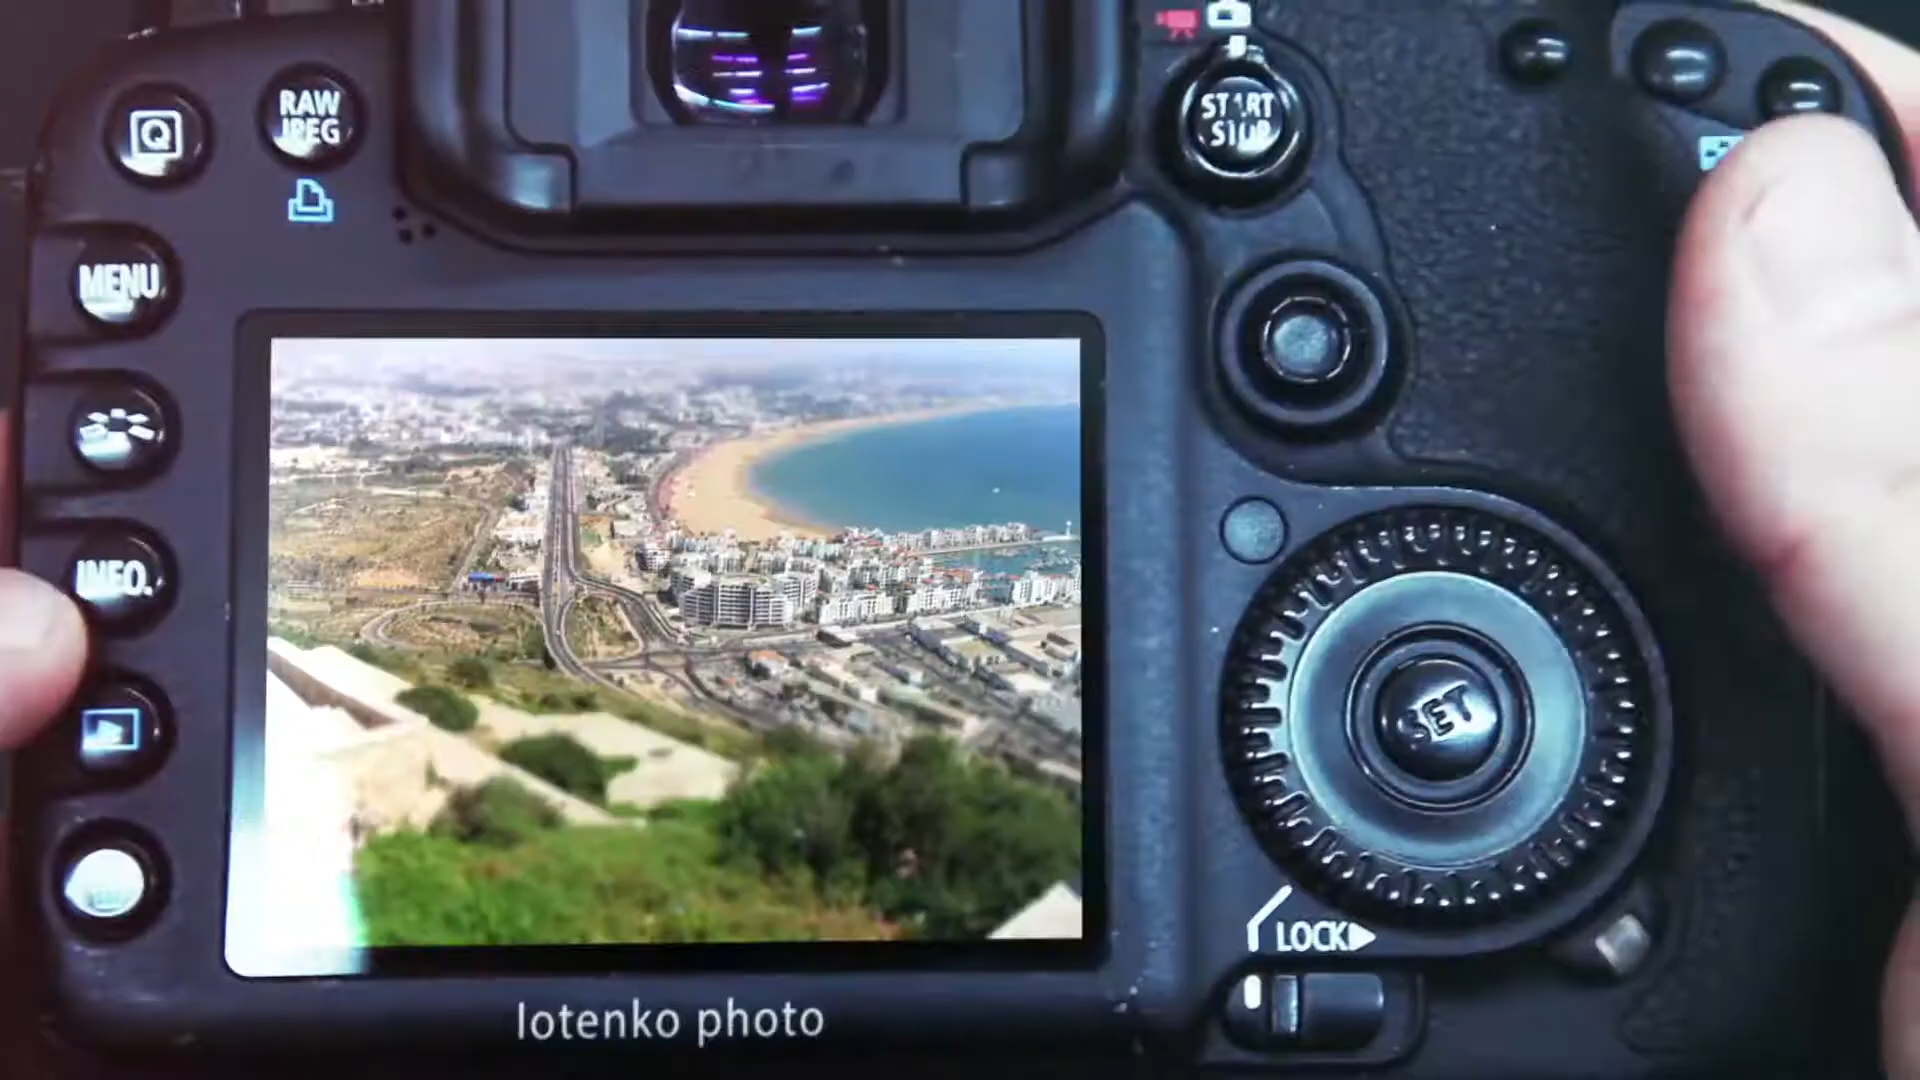 Q
RAW
JPEG
START
STOP
MENU
INFO.
SET
LOCK
lotenko photo